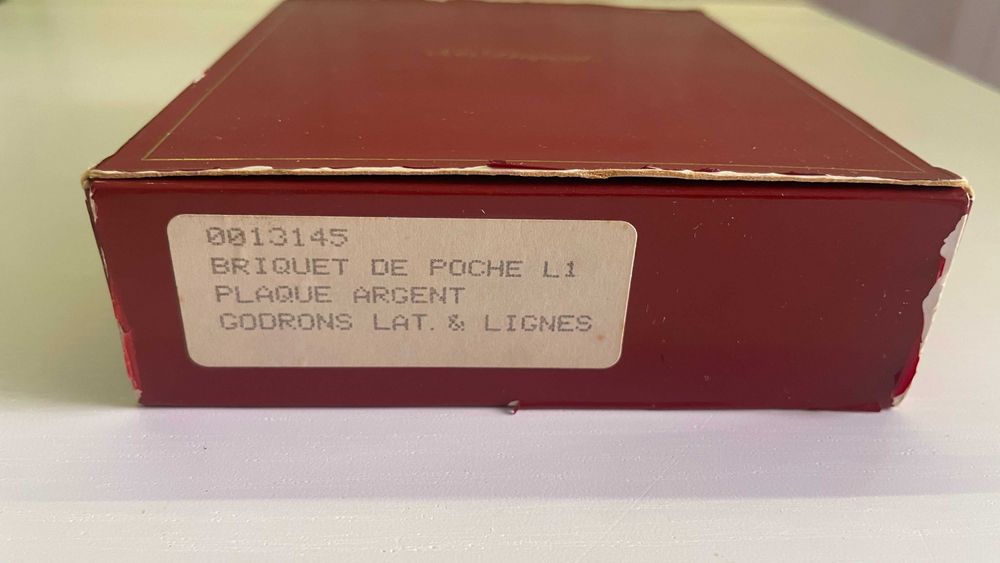 0013145
BRIQUET DE POCHE L1
PLAQUE ARGENT
GODRONS LAT. & LIGNES